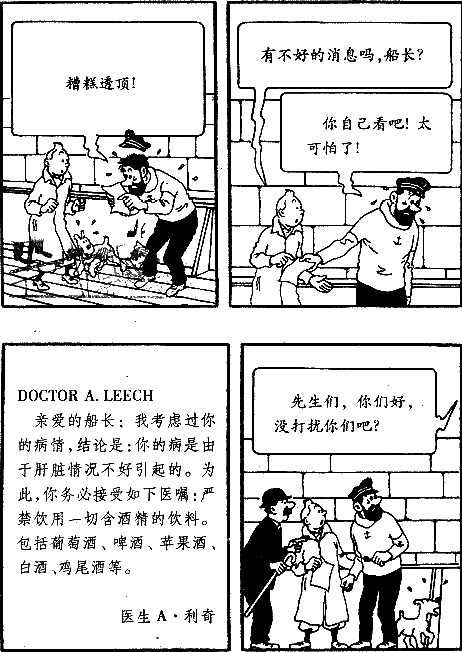 糟糕透顶!
有不好的消息吗,船长?
你自己看吧! 太
可怕了!
DOCTOR A. LEECH
亲爱的船长: 我考虑过你
的病情,结论是:你的病是由
于肝脏情况不好引起的。为
此,你务必接受如下医嘱:严
禁饮用一切含酒精的饮料。
包括葡萄酒、啤酒、苹果酒、
白酒、鸡尾酒等。
医生 A·利奇
先生们, 你们好,
没打扰你们吧?